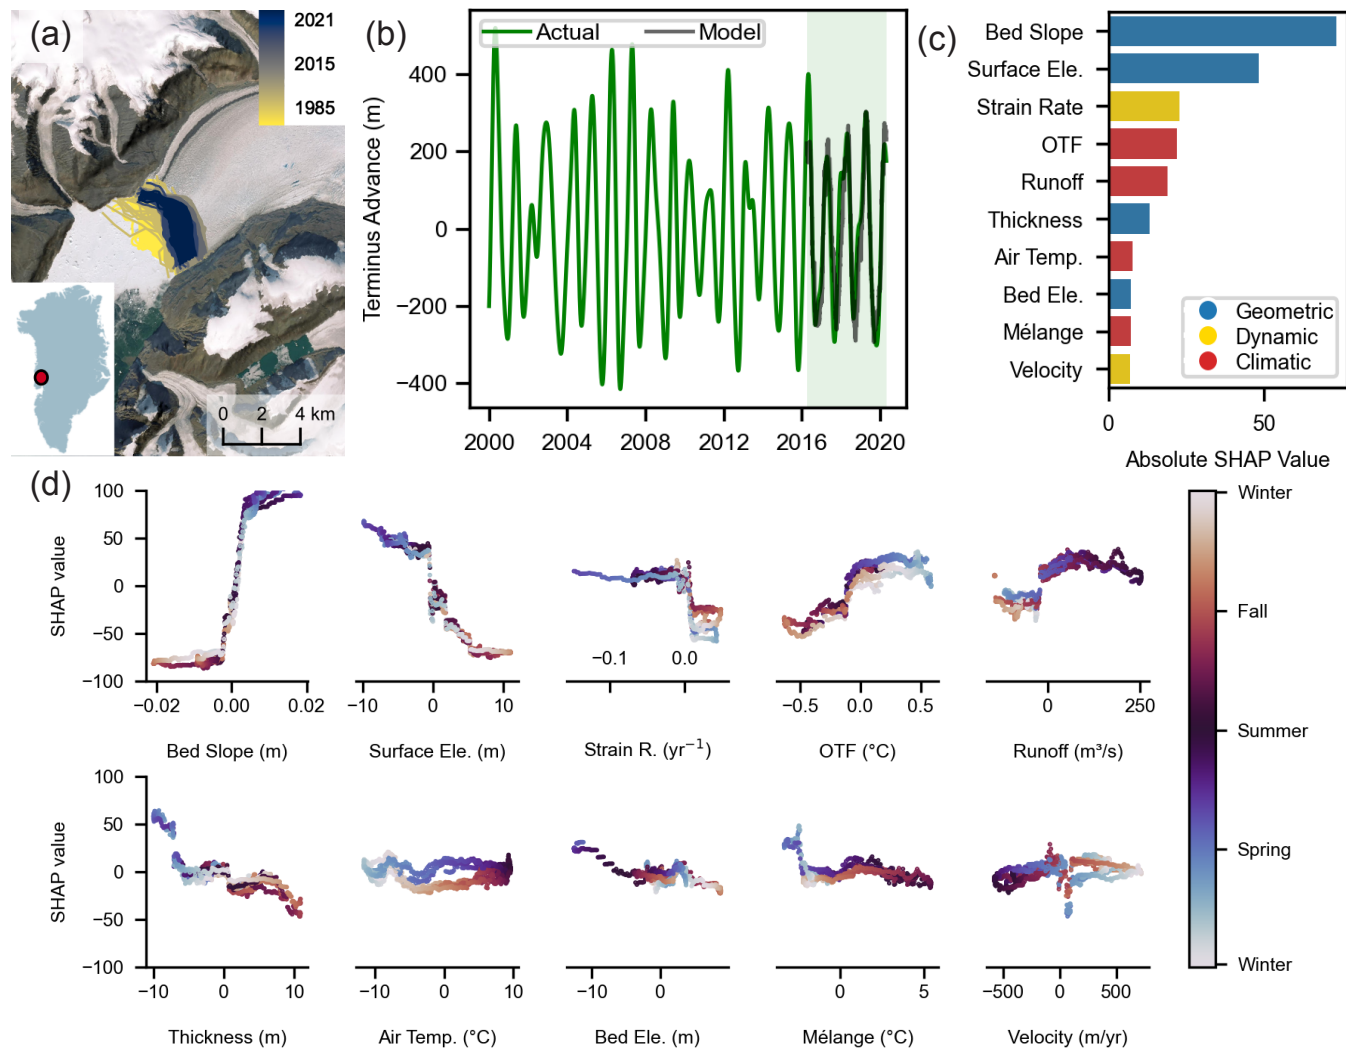 (a)
2021
2015
1985
0 2 4 km
(b)
Actual Model
Terminus Advance (m)
400
200
0
−200
−400
2000 2004 2008 2012 2016 2020
(c)
Bed Slope
Surface Ele.
Strain Rate
OTF
Runoff
Thickness
Air Temp.
Bed Ele.
Mélange
Velocity
Geometric
Dynamic
Climatic
0 50
Absolute SHAP Value
(d)
SHAP value
100
50
0
−50
−100
−0.02 0.00 0.02
Bed Slope (m)
−10 0 10
Surface Ele. (m)
−0.1 0.0
Strain R. (yr⁻¹)
−0.5 0.0 0.5
OTF (°C)
0 250
Runoff (m³/s)
SHAP value
100
50
0
−50
−100
−10 0 10
Thickness (m)
−10 0 10
Air Temp. (°C)
−10 0
Bed Ele. (m)
0 5
Mélange (°C)
−500 0 500
Velocity (m/yr)
Winter
Fall
Summer
Spring
Winter